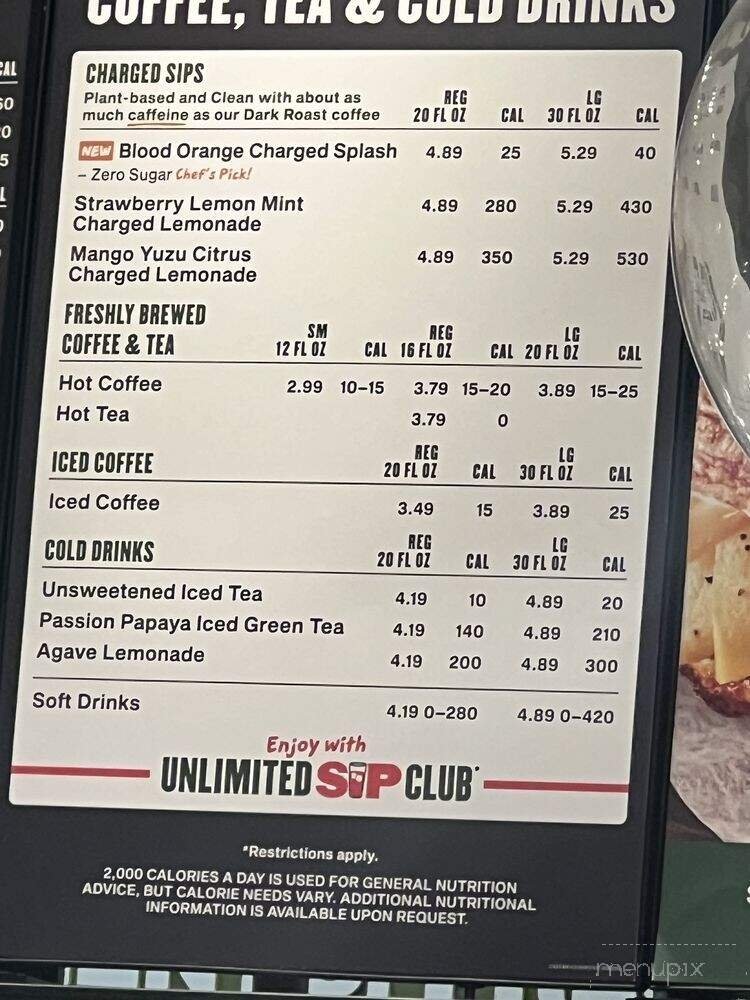 COFFEE, TEA & COLD DRINKS
CHARGED SIPS
Plant-based and Clean with about as
much caffeine as our Dark Roast coffee
REG LG
20 FL OZ CAL 30 FL OZ CAL
NEW Blood Orange Charged Splash 4.89 25 5.29 40
– Zero Sugar Chef's Pick!
Strawberry Lemon Mint
Charged Lemonade 4.89 280 5.29 430
Mango Yuzu Citrus
Charged Lemonade 4.89 350 5.29 530
FRESHLY BREWED
COFFEE & TEA
SM REG LG
12 FL OZ CAL 16 FL OZ CAL 20 FL OZ CAL
Hot Coffee 2.99 10–15 3.79 15–20 3.89 15–25
Hot Tea 3.79 0
ICED COFFEE
REG LG
20 FL OZ CAL 30 FL OZ CAL
Iced Coffee 3.49 15 3.89 25
COLD DRINKS
REG LG
20 FL OZ CAL 30 FL OZ CAL
Unsweetened Iced Tea 4.19 10 4.89 20
Passion Papaya Iced Green Tea 4.19 140 4.89 210
Agave Lemonade 4.19 200 4.89 300
Soft Drinks 4.19 0–280 4.89 0–420
Enjoy with
UNLIMITED SIP CLUB*
*Restrictions apply.
2,000 CALORIES A DAY IS USED FOR GENERAL NUTRITION
ADVICE, BUT CALORIE NEEDS VARY. ADDITIONAL NUTRITIONAL
INFORMATION IS AVAILABLE UPON REQUEST.
menupix